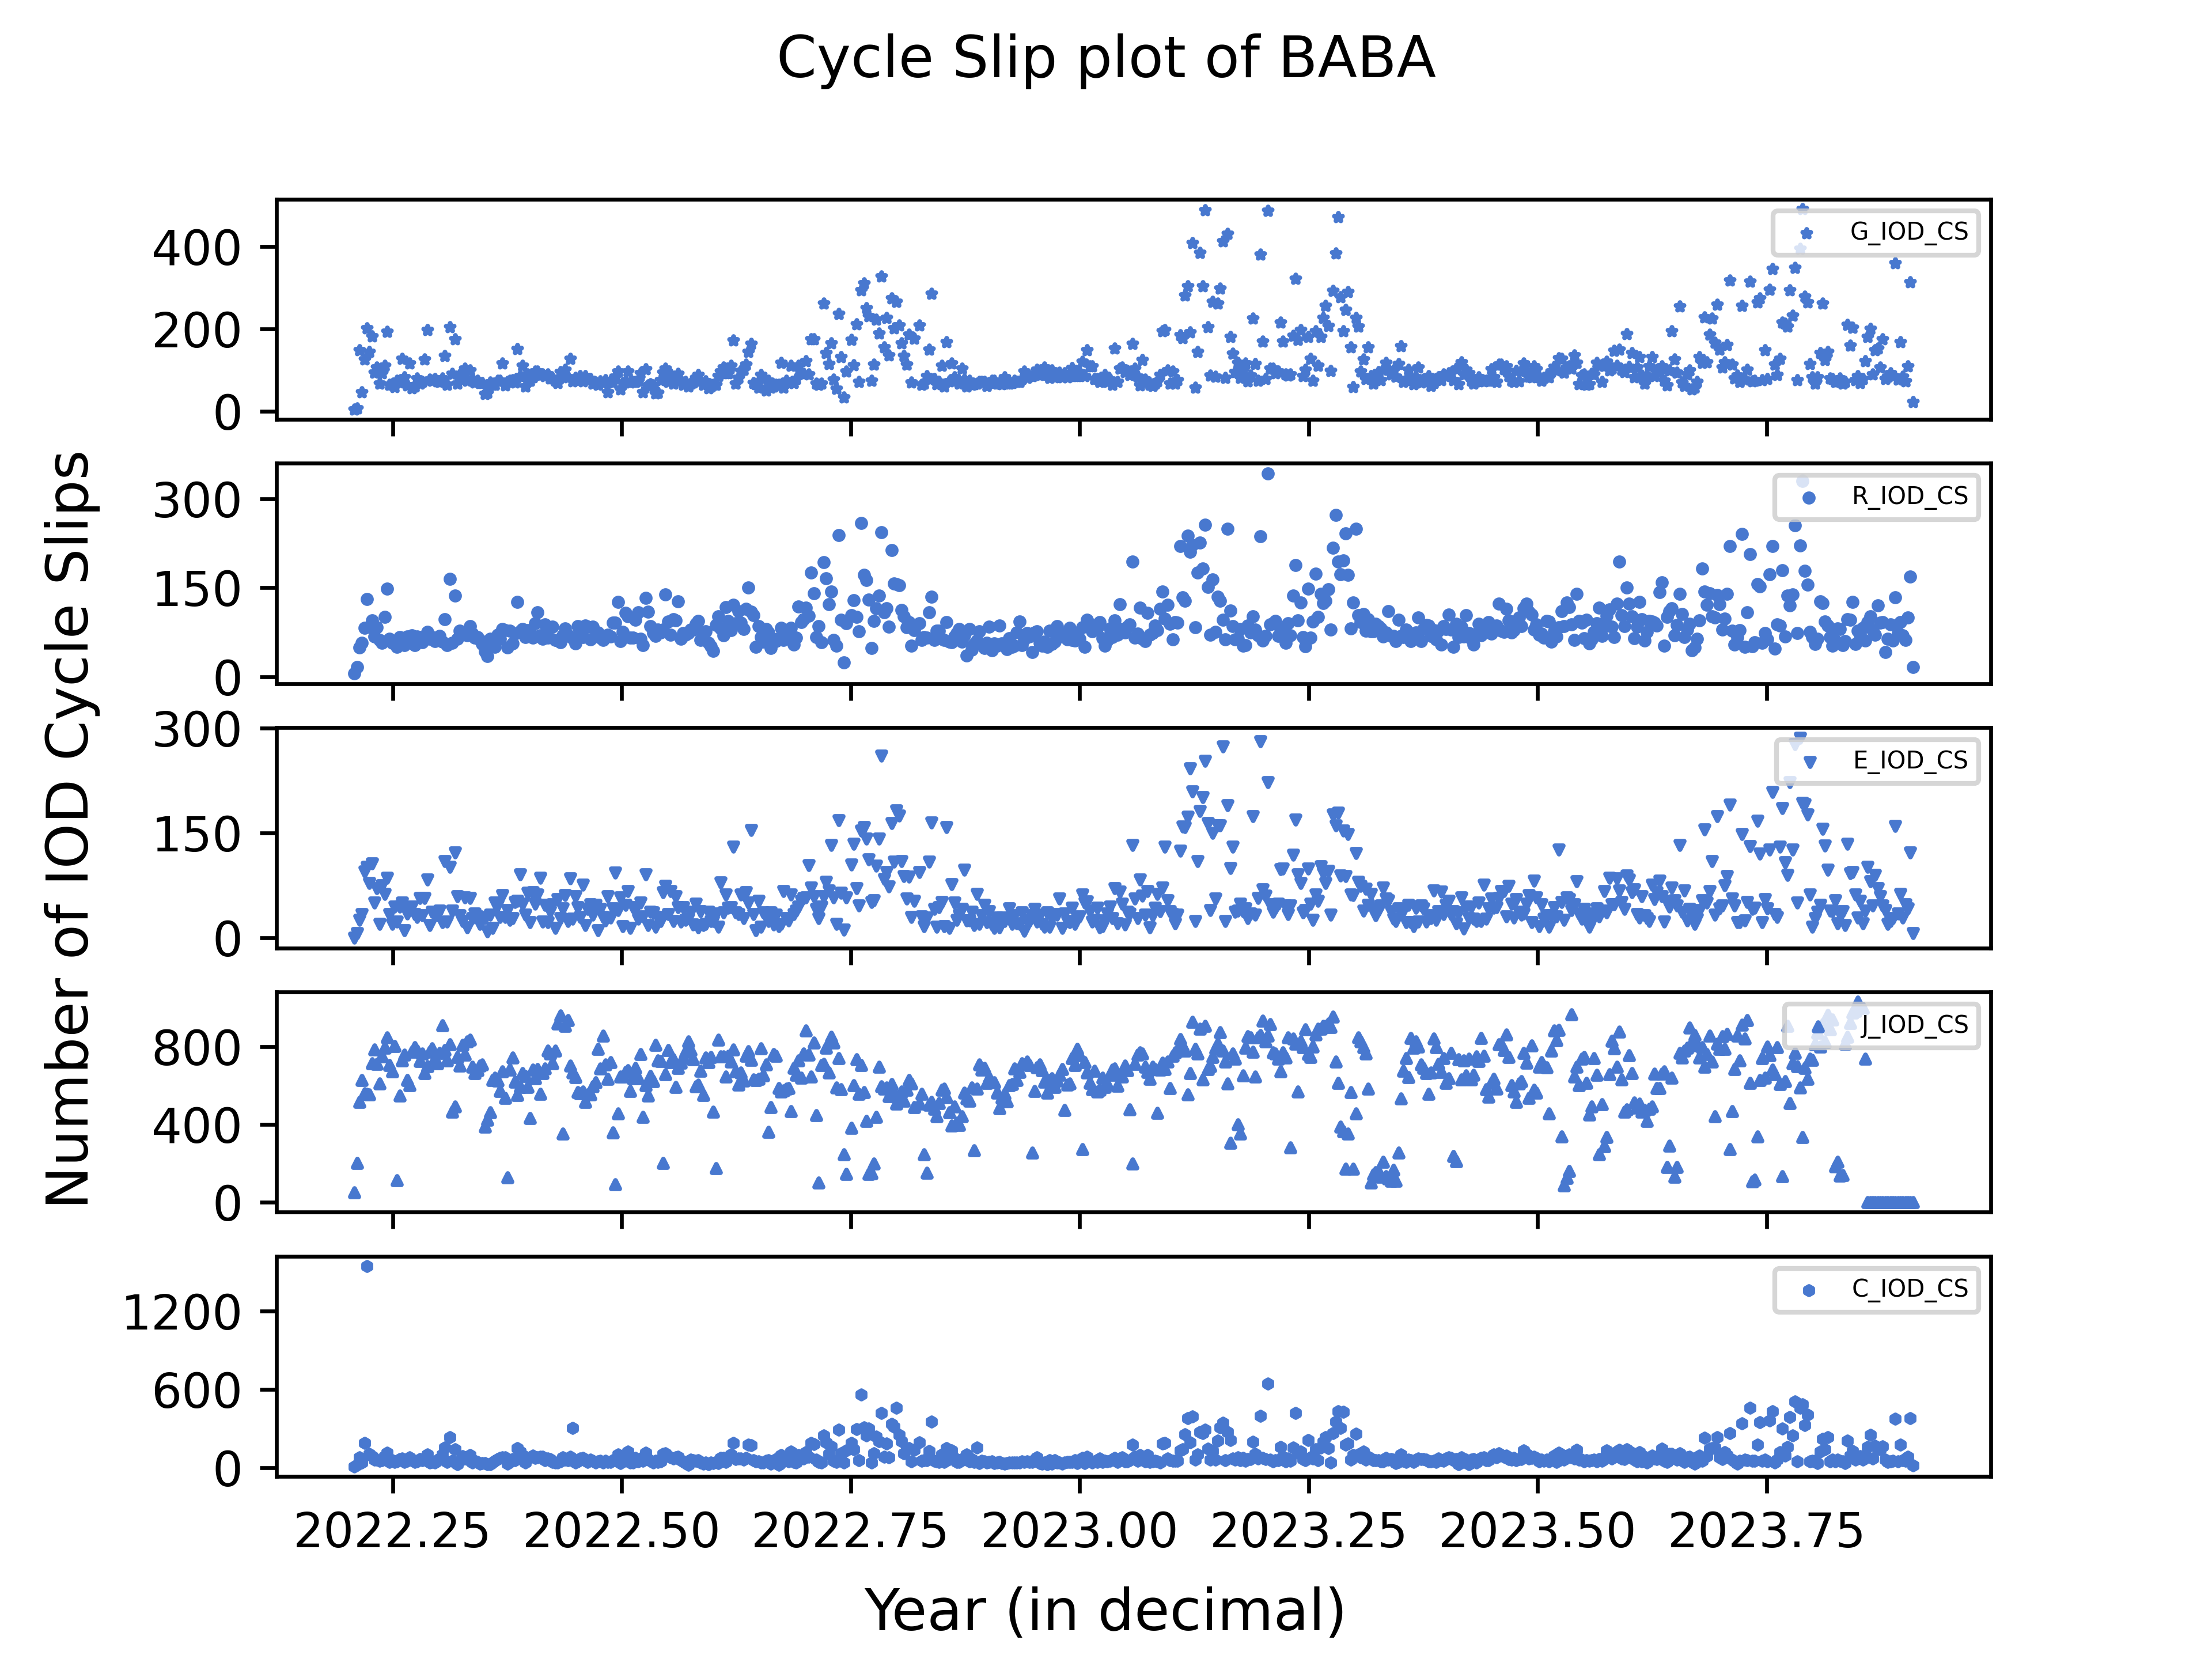 Cycle Slip plot of BABA
Number of IOD Cycle Slips
400
200
0
G_IOD_CS
300
150
0
R_IOD_CS
300
150
0
E_IOD_CS
800
400
0
J_IOD_CS
1200
600
0
C_IOD_CS
2022.25 2022.50 2022.75 2023.00 2023.25 2023.50 2023.75
Year (in decimal)